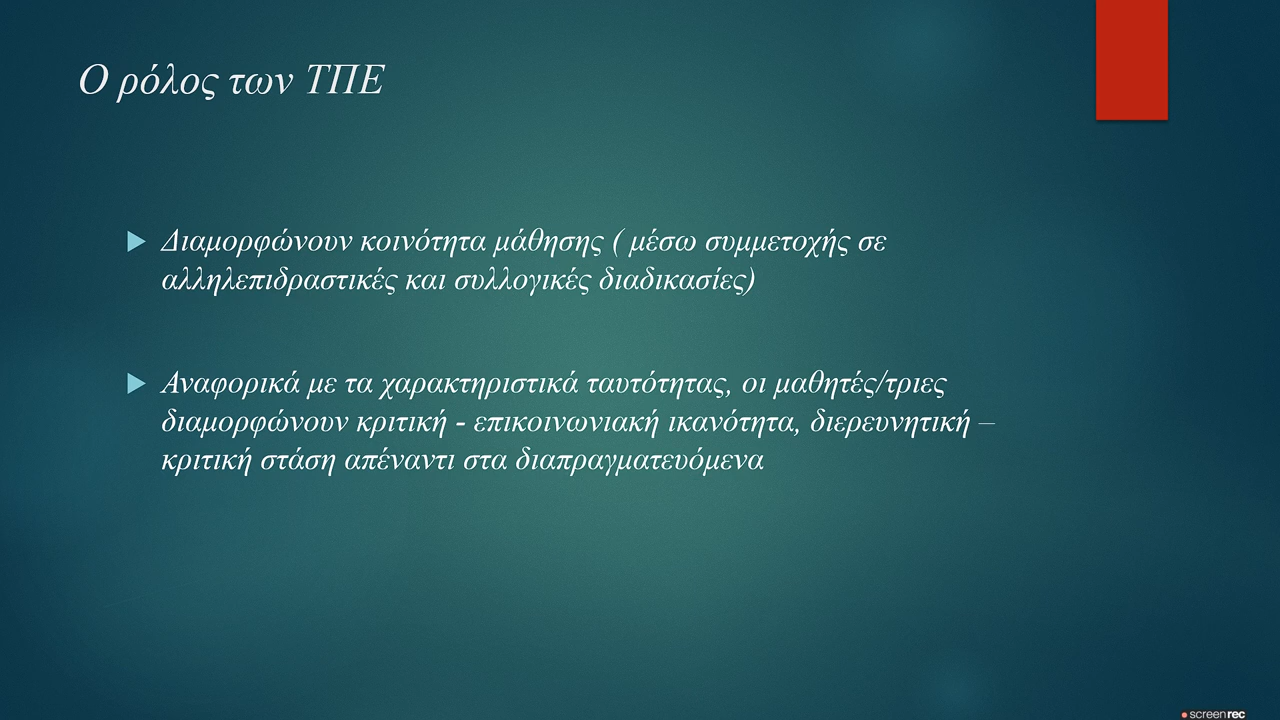 Ο ρόλος των ΤΠΕ
Διαμορφώνουν κοινότητα μάθησης ( μέσω συμμετοχής σε
αλληλεπιδραστικές και συλλογικές διαδικασίες)
Αναφορικά με τα χαρακτηριστικά ταυτότητας, οι μαθητές/τριες
διαμορφώνουν κριτική - επικοινωνιακή ικανότητα, διερευνητική –
κριτική στάση απέναντι στα διαπραγματευόμενα
screenrec